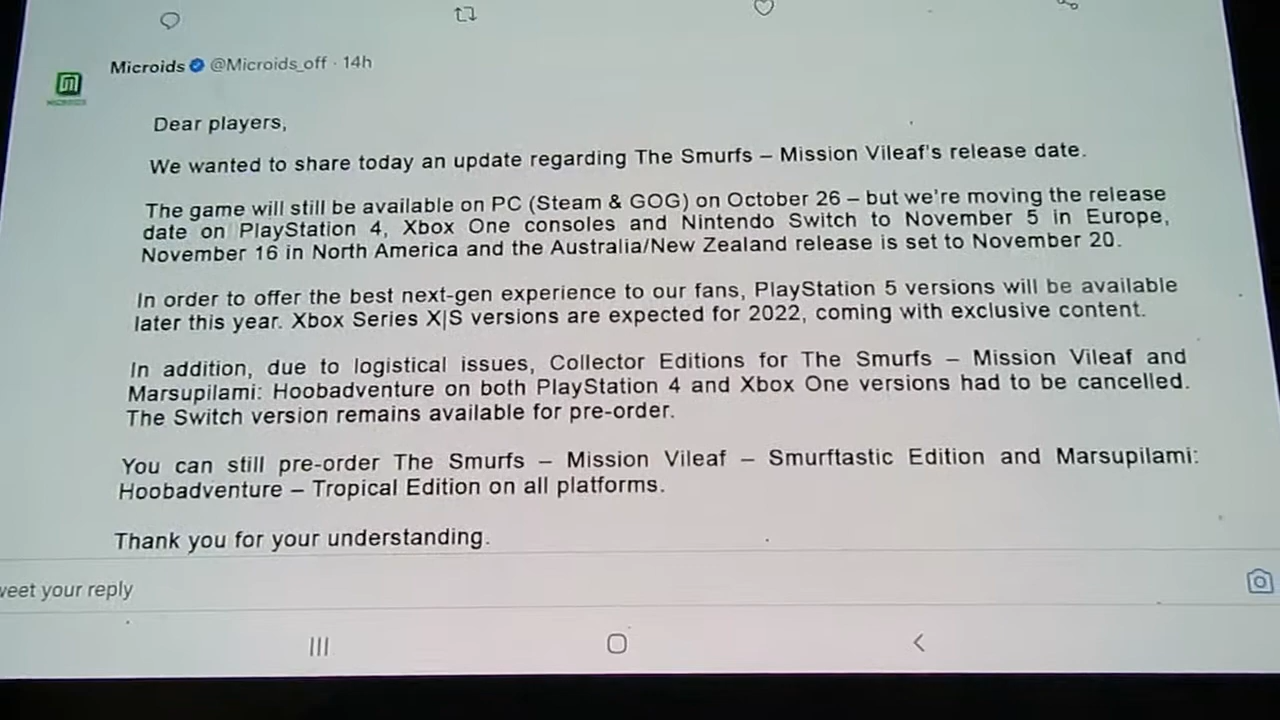 Microids @Microids_off · 14h
MICROIDS
Dear players,
We wanted to share today an update regarding The Smurfs – Mission Vileaf's release date.
The game will still be available on PC (Steam & GOG) on October 26 – but we're moving the release
date on PlayStation 4, Xbox One consoles and Nintendo Switch to November 5 in Europe,
November 16 in North America and the Australia/New Zealand release is set to November 20.
In order to offer the best next-gen experience to our fans, PlayStation 5 versions will be available
later this year. Xbox Series X|S versions are expected for 2022, coming with exclusive content.
In addition, due to logistical issues, Collector Editions for The Smurfs – Mission Vileaf and
Marsupilami: Hoobadventure on both PlayStation 4 and Xbox One versions had to be cancelled.
The Switch version remains available for pre-order.
You can still pre-order The Smurfs – Mission Vileaf – Smurftastic Edition and Marsupilami:
Hoobadventure – Tropical Edition on all platforms.
Thank you for your understanding.
weet your reply